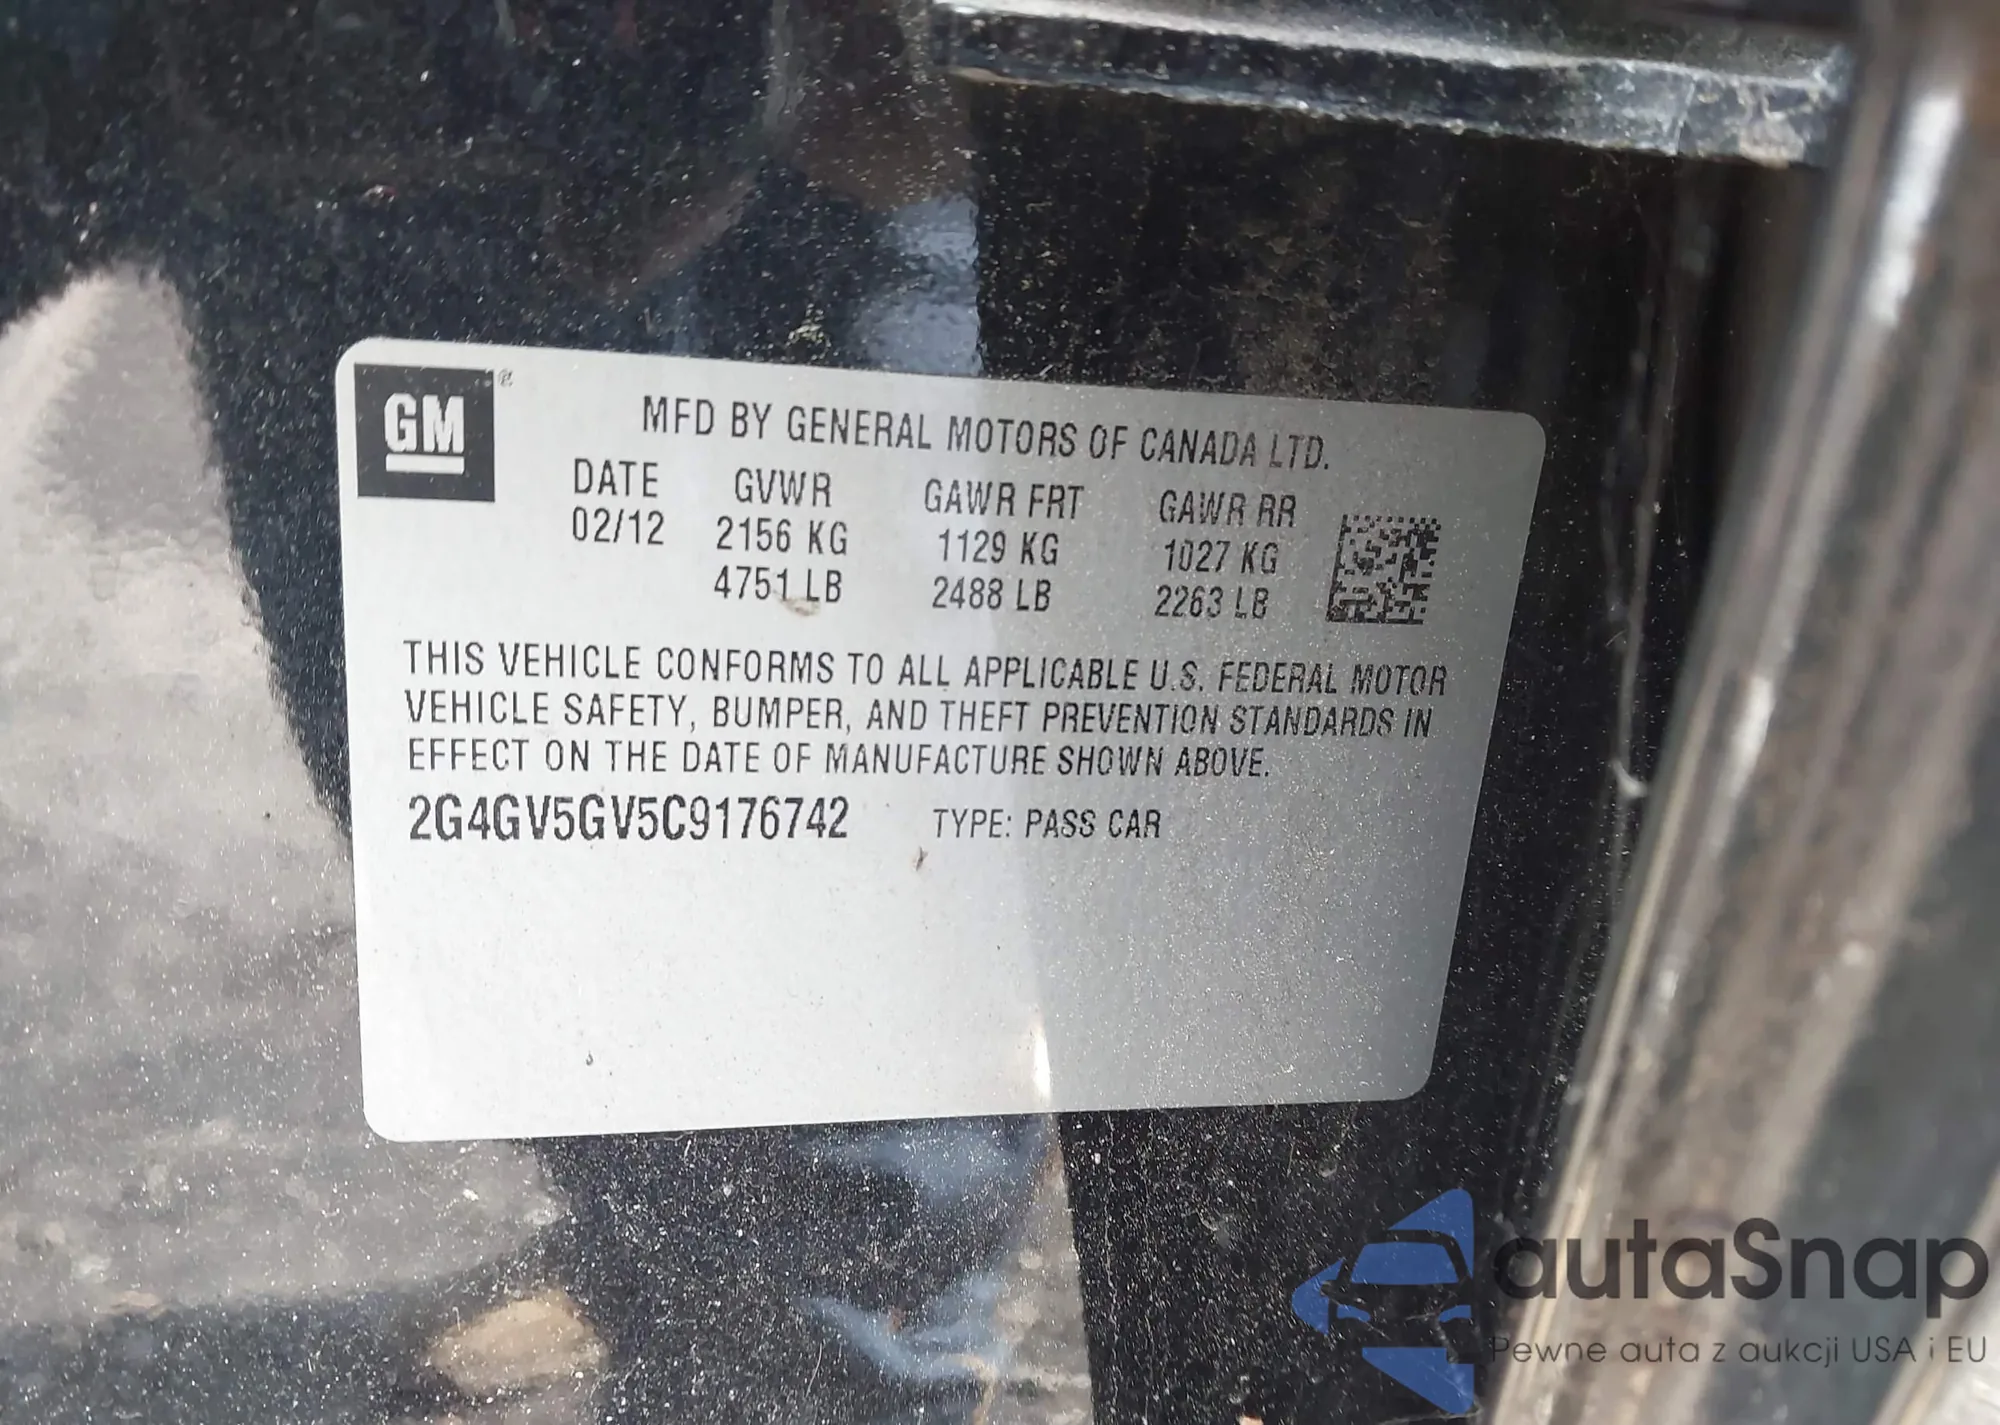 GM ®
MFD BY GENERAL MOTORS OF CANADA LTD.
DATE GVWR GAWR FRT GAWR RR
02/12 2156 KG 1129 KG 1027 KG
4751 LB 2488 LB 2263 LB
THIS VEHICLE CONFORMS TO ALL APPLICABLE U.S. FEDERAL MOTOR
VEHICLE SAFETY, BUMPER, AND THEFT PREVENTION STANDARDS IN
EFFECT ON THE DATE OF MANUFACTURE SHOWN ABOVE.
2G4GV5GV5C9176742 TYPE: PASS CAR
autaSnap
Pewne auta z aukcji USA i EU